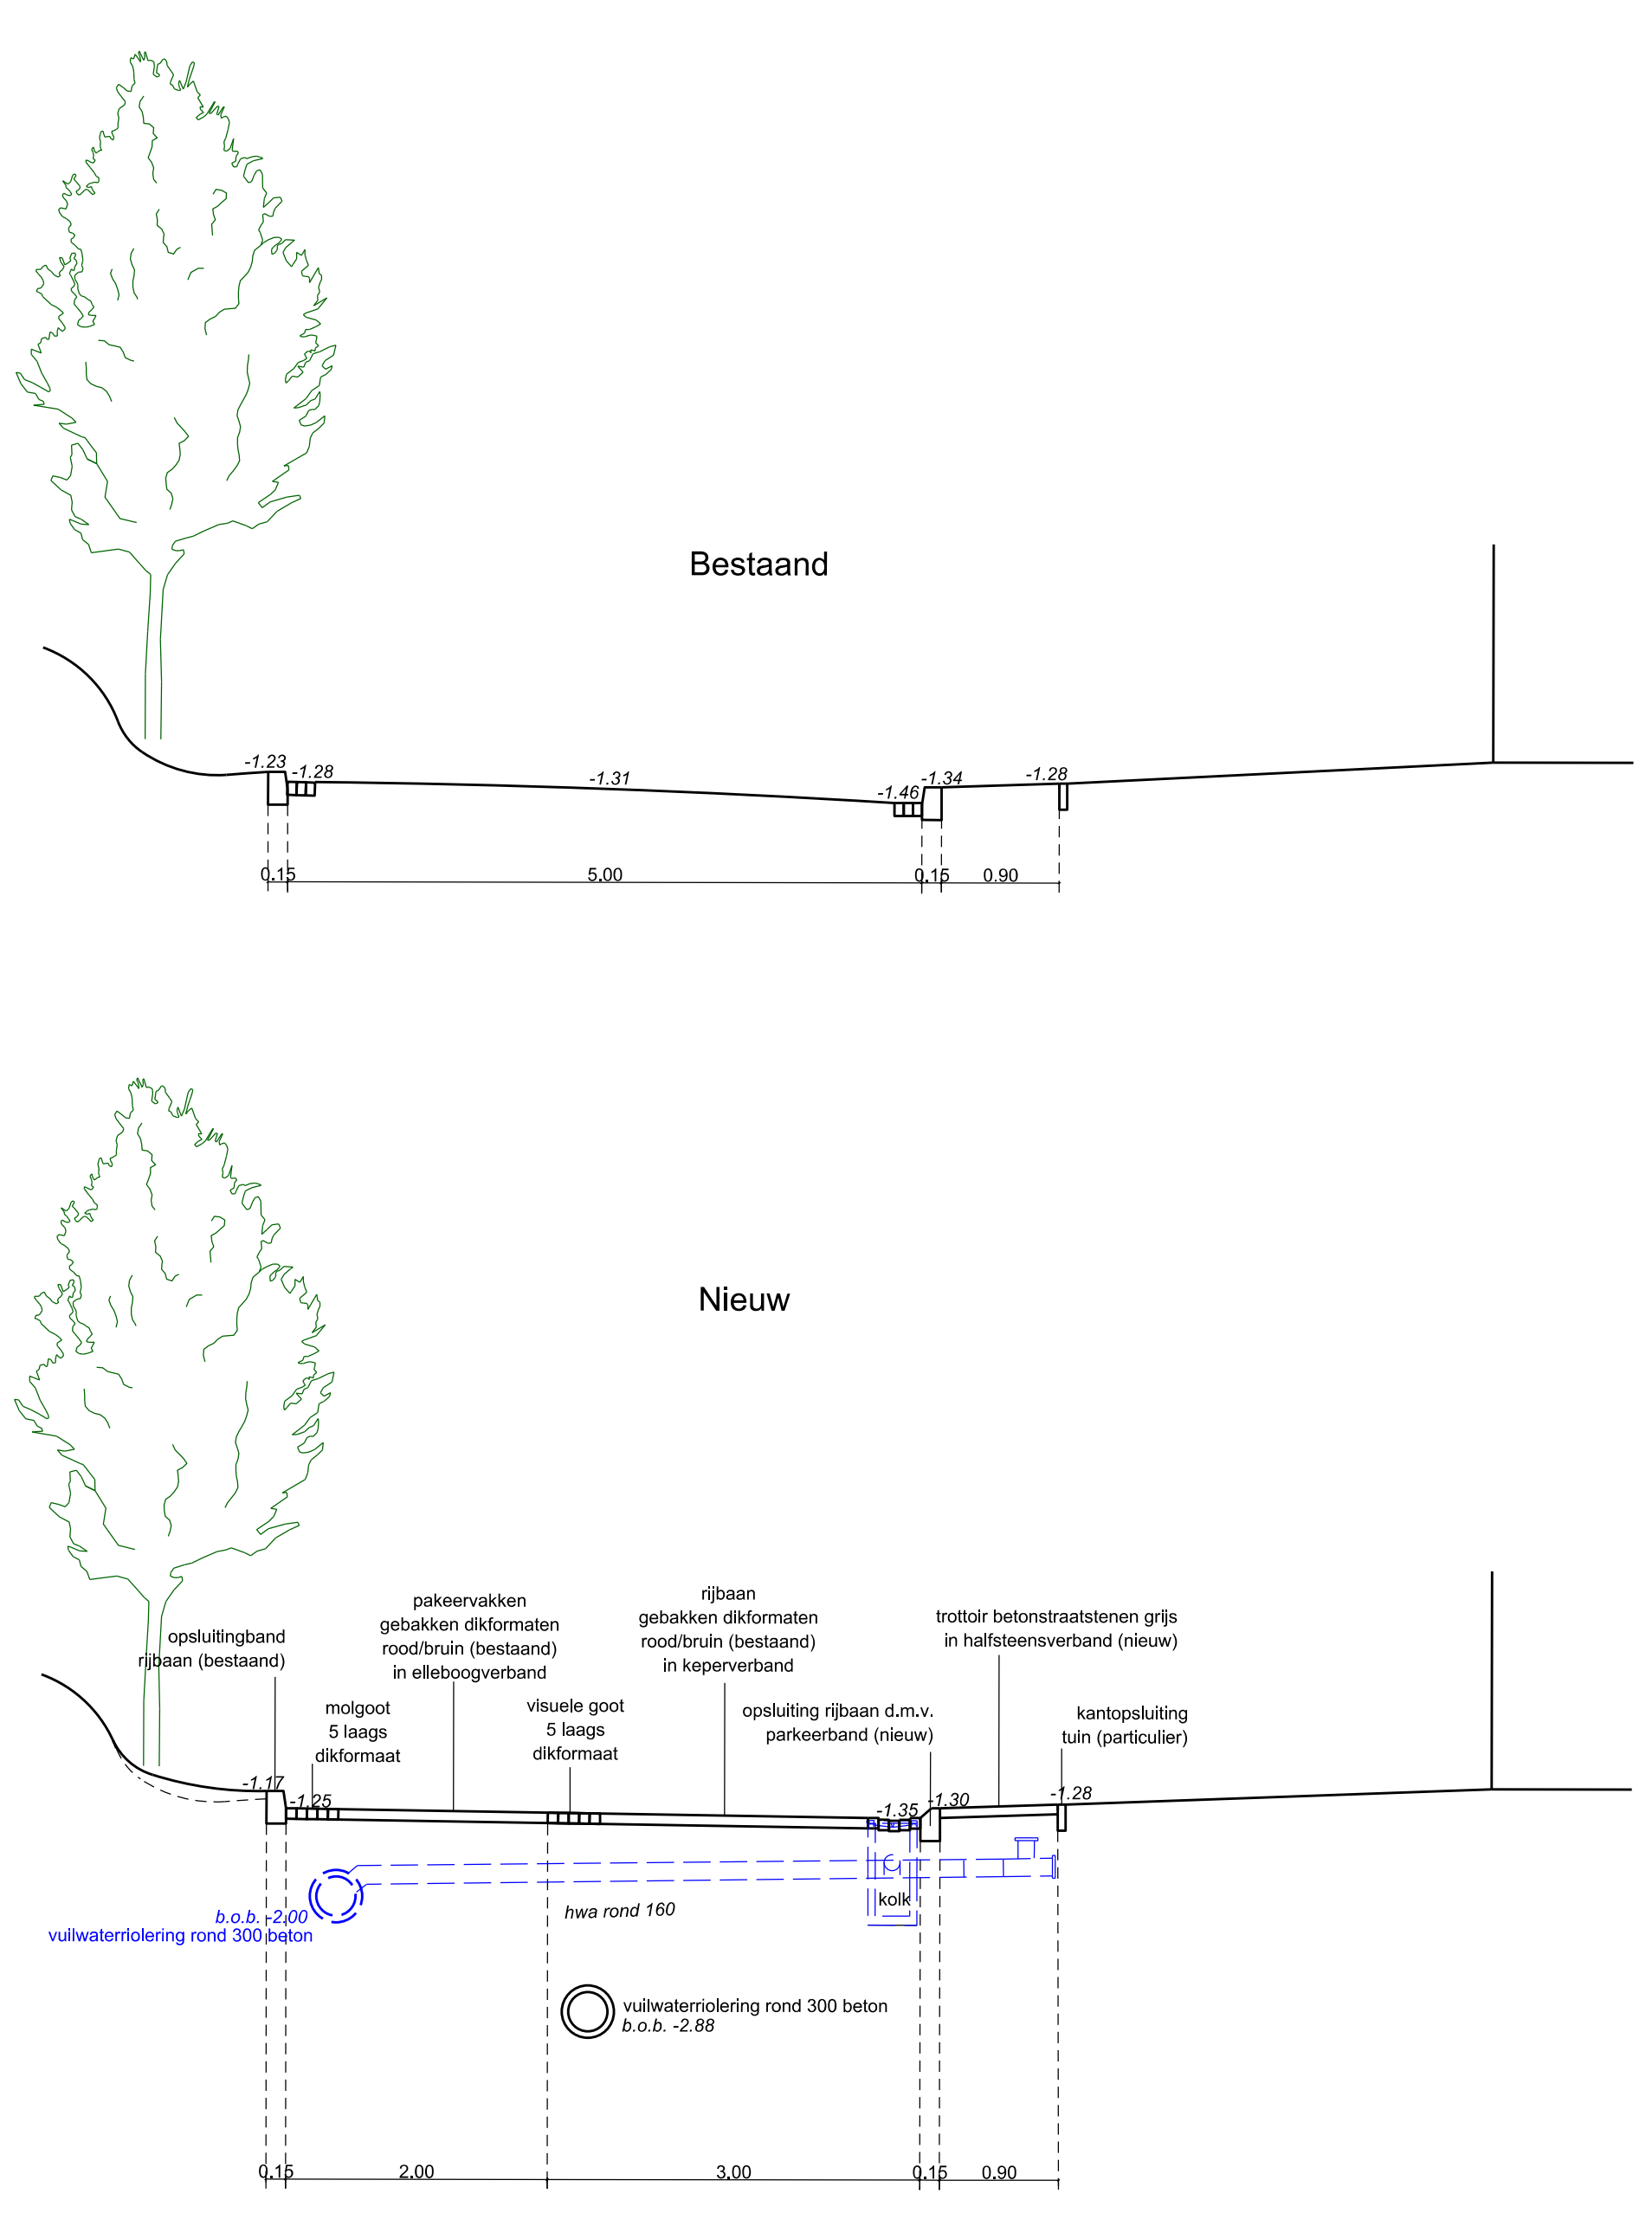 Bestaand
-1.23
-1.28
-1.31
-1.46
-1.34
-1.28
0.15
5.00
0.15
0.90
Nieuw
opsluitingband
rijbaan (bestaand)
pakeervakken
gebakken dikformaten
rood/bruin (bestaand)
in elleboogverband
rijbaan
gebakken dikformaten
rood/bruin (bestaand)
in keperverband
trottoir betonstraatstenen grijs
in halfsteensverband (nieuw)
molgoot
5 laags
dikformaat
visuele goot
5 laags
dikformaat
opsluiting rijbaan d.m.v.
parkeerband (nieuw)
kantopsluiting
tuin (particulier)
-1.17
-1.25
-1.35
-1.30
-1.28
kolk
hwa rond 160
b.o.b. -2.00
vuilwaterriolering rond 300 beton
vuilwaterriolering rond 300 beton
b.o.b. -2.88
0.15
2.00
3.00
0.15
0.90